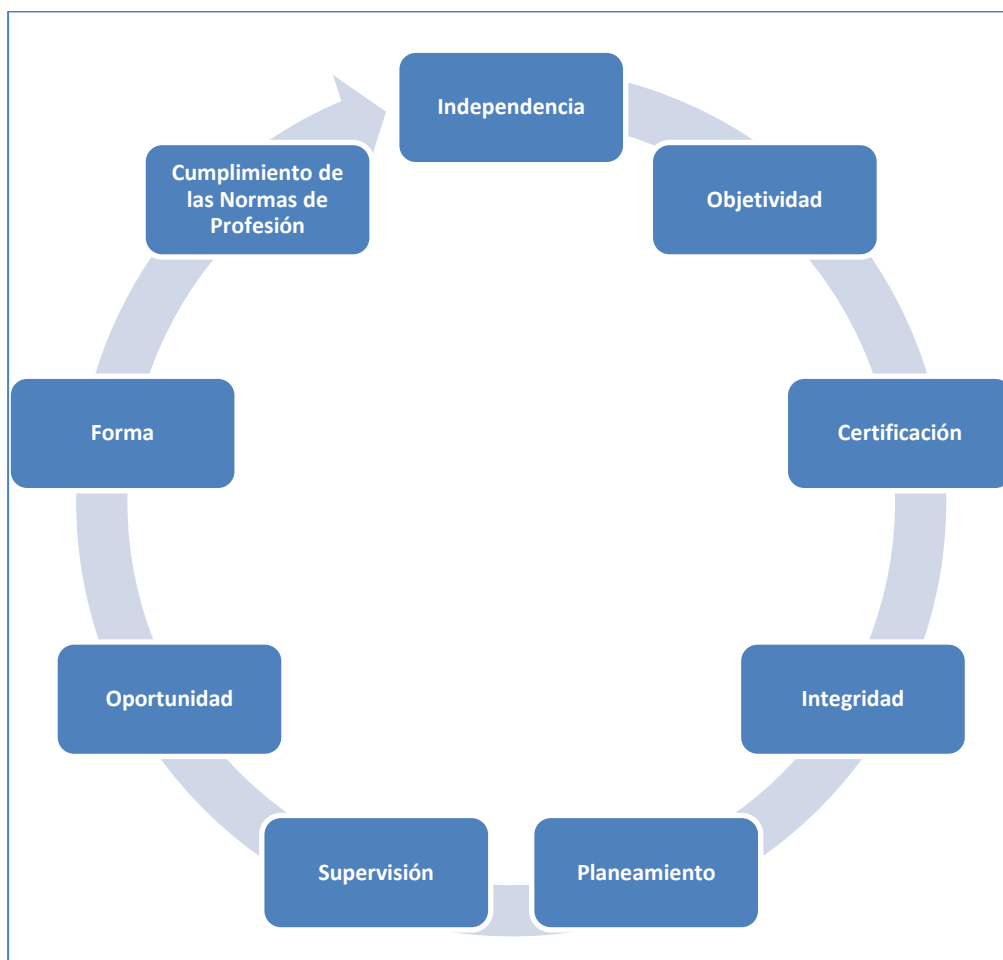 Independencia
Objetividad
Certificación
Integridad
Planeamiento
Supervisión
Oportunidad
Forma
Cumplimiento de
las Normas de
Profesión